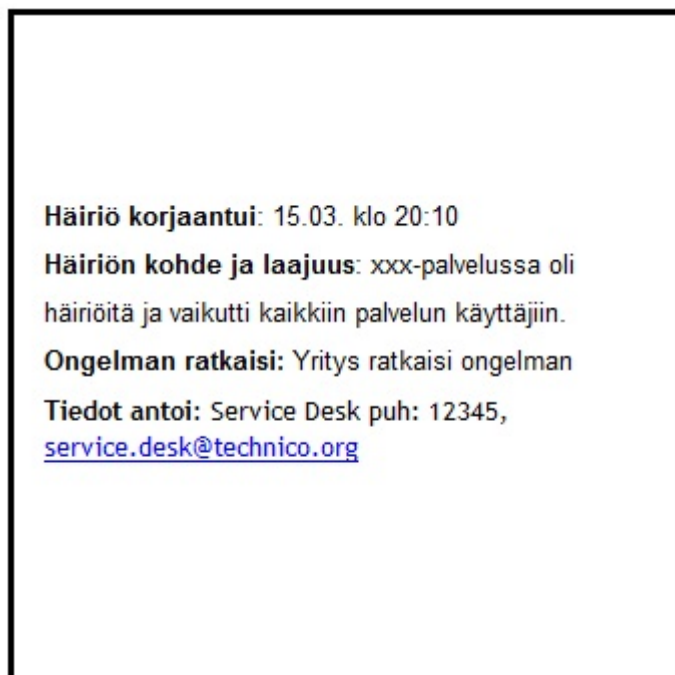 Häiriö korjaantui: 15.03. klo 20:10
Häiriön kohde ja laajuus: xxx-palvelussa oli
häiriöitä ja vaikutti kaikkiin palvelun käyttäjiin.
Ongelman ratkaisi: Yritys ratkaisi ongelman
Tiedot antoi: Service Desk puh: 12345,
service.desk@technico.org